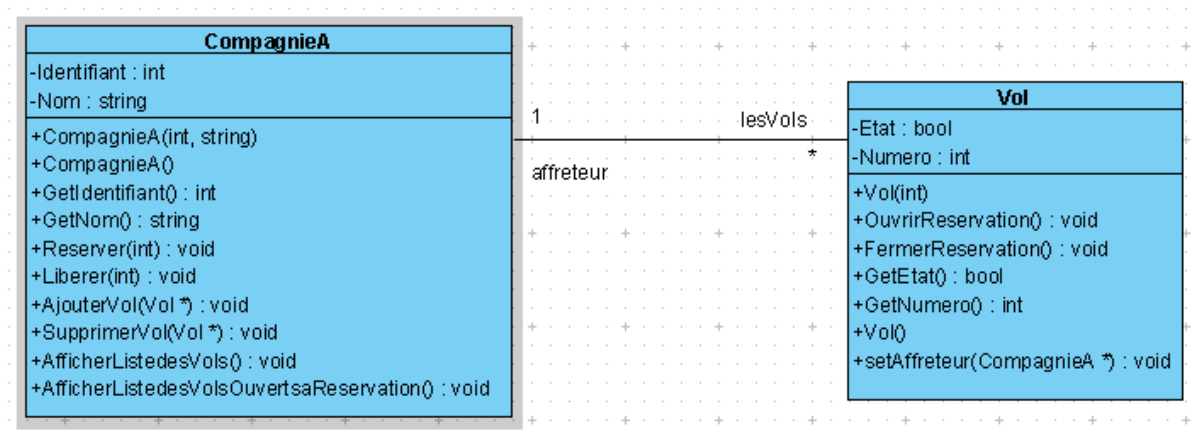 CompagnieA
-Identifiant : int
-Nom : string
+CompagnieA(int, string)
+CompagnieA()
+GetIdentifiant() : int
+GetNom() : string
+Reserver(int) : void
+Liberer(int) : void
+AjouterVol(Vol *) : void
+SupprimerVol(Vol *) : void
+AfficherListedesVols() : void
+AfficherListedesVolsOuvertsaReservation() : void
1
affreteur
lesVols
*
Vol
-Etat : bool
-Numero : int
+Vol(int)
+OuvrirReservation() : void
+FermerReservation() : void
+GetEtat() : bool
+GetNumero() : int
+Vol()
+setAffreteur(CompagnieA *) : void